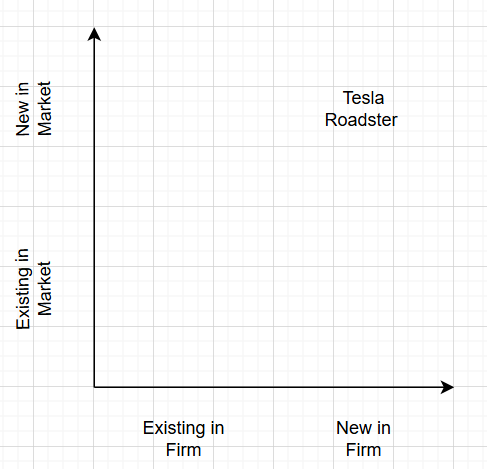 New in
Market
Tesla
Roadster
Existing in
Market
Existing in
Firm
New in
Firm